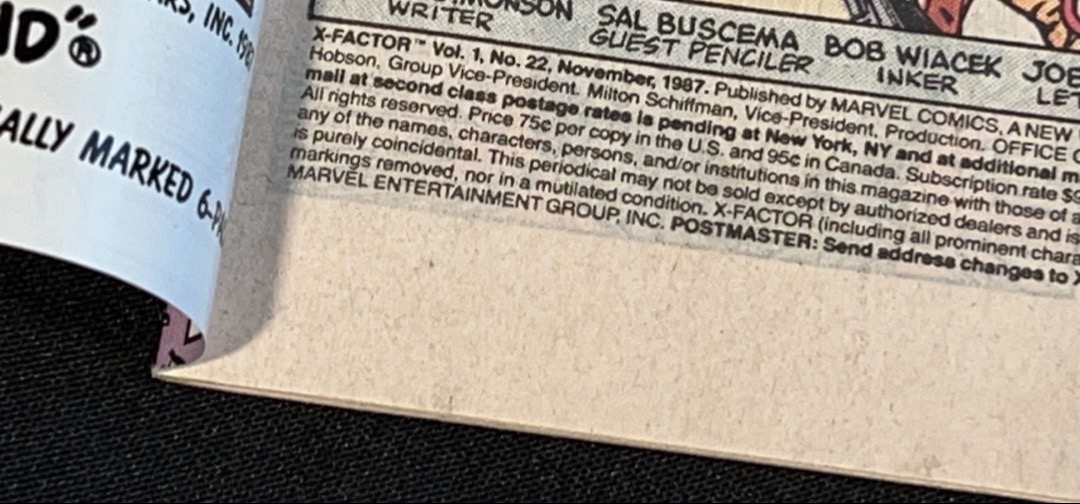 INC. 198
ID"®
ALLY MARKED 6-P
WRITER
SAL BUSCEMA
GUEST PENCILER
BOB WIACEK
INKER
JOE
LET
X-FACTOR™ Vol. 1, No. 22, November, 1987. Published by MARVEL COMICS, A NEW
Hobson, Group Vice-President. Milton Schiffman, Vice-President, Production. OFFICE
mail at second class postage rates is pending at New York, NY and at additional m
All rights reserved. Price 75¢ per copy in the U.S. and 95¢ in Canada. Subscription rate $
any of the names, characters, persons, and/or institutions in this magazine with those of a
is purely coincidental. This periodical may not be sold except by authorized dealers and is
markings removed, nor in a mutilated condition. X-FACTOR (including all prominent chara
MARVEL ENTERTAINMENT GROUP, INC. POSTMASTER: Send address changes to